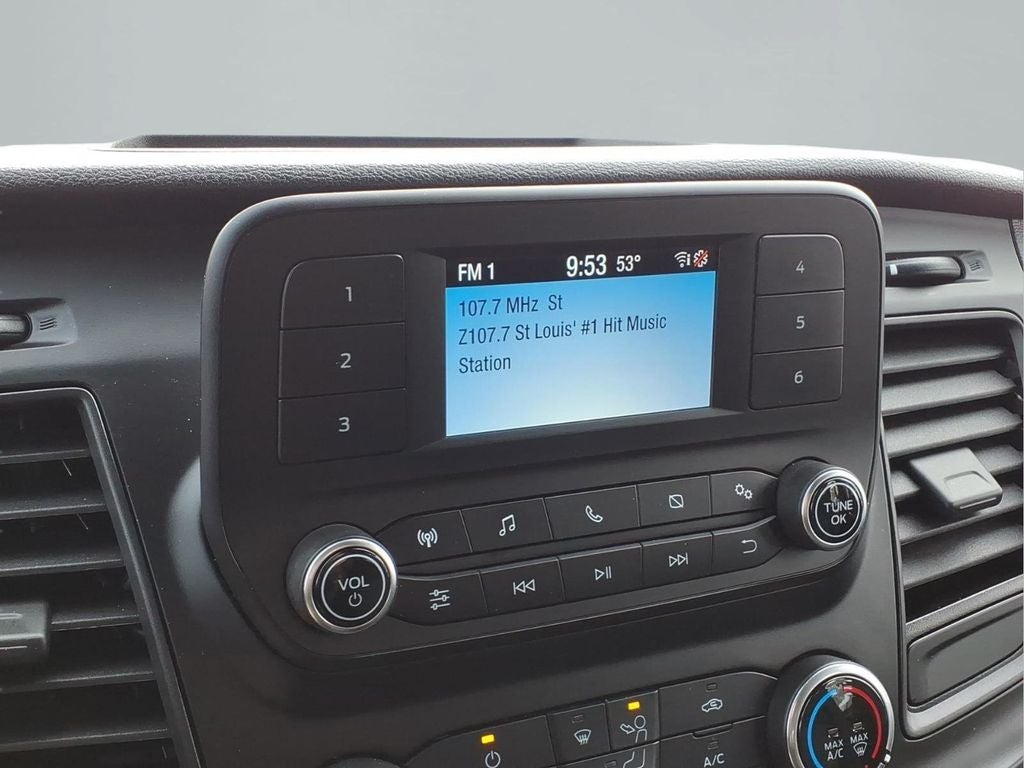 FM 1 9:53 53°
107.7 MHz St
Z107.7 St Louis' #1 Hit Music
Station
1
2
3
4
5
6
VOL
TUNE
OK
A/C
MAX
A/C
MAX